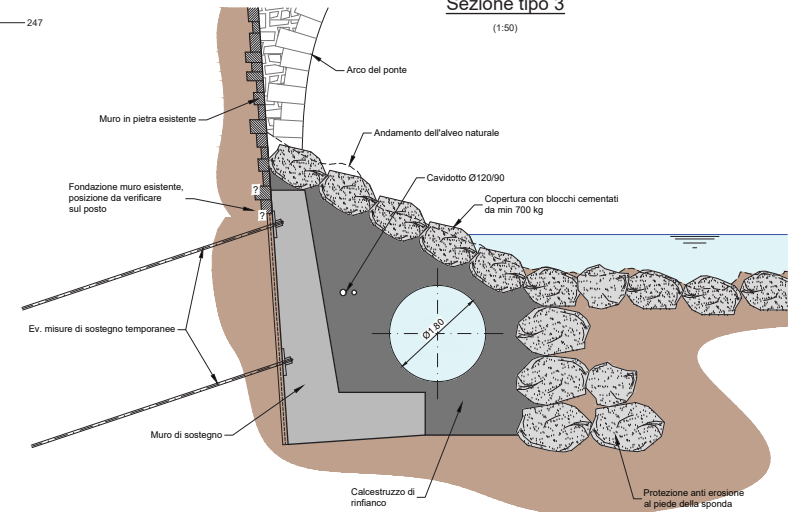 Sezione tipo 3
(1:50)
247
Arco del ponte
Muro in pietra esistente
Andamento dell'alveo naturale
Cavidotto Ø120/90
Fondazione muro esistente,
posizione da verificare
sul posto
?
?
Copertura con blocchi cementati
da min 700 kg
Ev. misure di sostegno temporanee
Ø1.80
Muro di sostegno
Calcestruzzo di
rinfianco
Protezione anti erosione
al piede della sponda